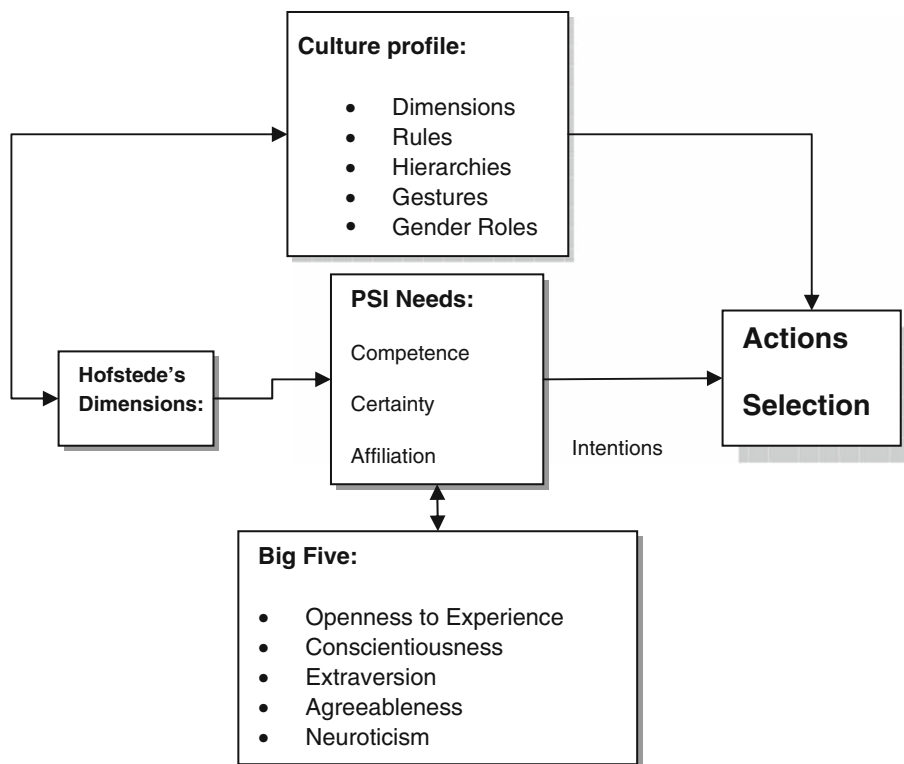 Culture profile:
• Dimensions
• Rules
• Hierarchies
• Gestures
• Gender Roles
PSI Needs:
Competence
Certainty
Affiliation
Hofstede’s
Dimensions:
Actions
Selection
Intentions
Big Five:
• Openness to Experience
• Conscientiousness
• Extraversion
• Agreeableness
• Neuroticism